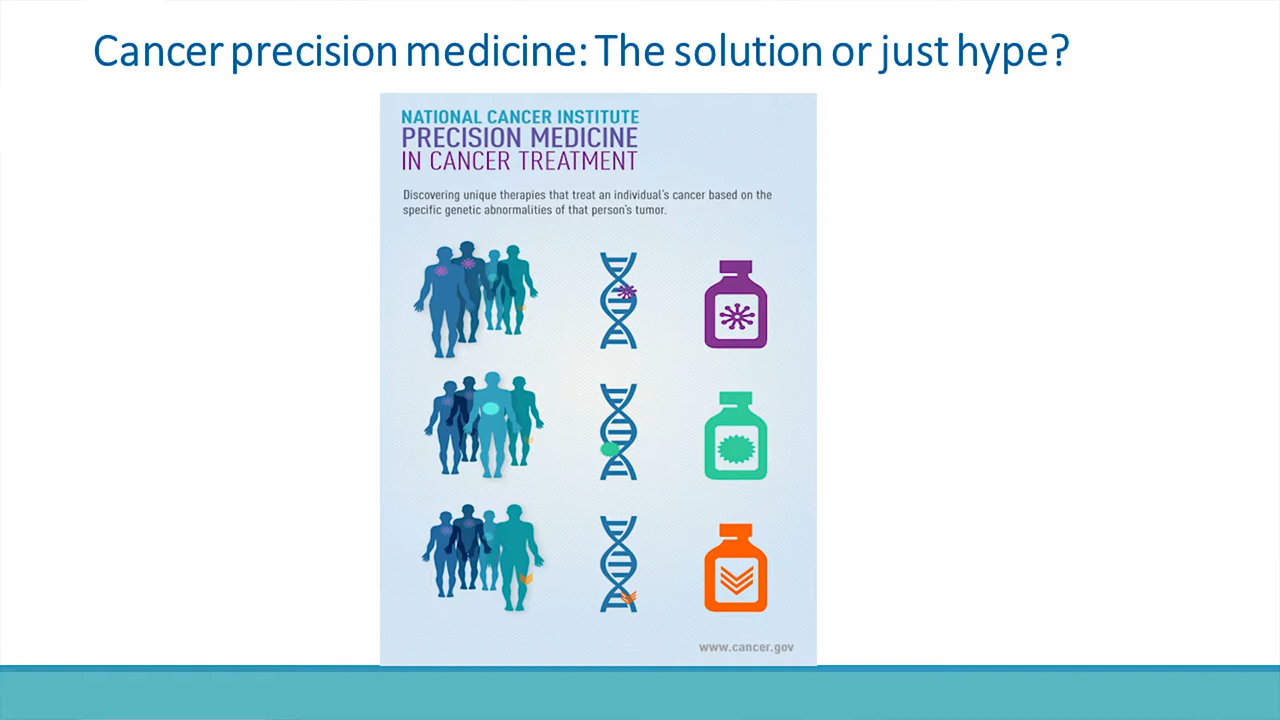 Cancer precision medicine: The solution or just hype?
NATIONAL CANCER INSTITUTE
PRECISION MEDICINE
IN CANCER TREATMENT
Discovering unique therapies that treat an individual's cancer based on the
specific genetic abnormalities of that person's tumor.
www.cancer.gov